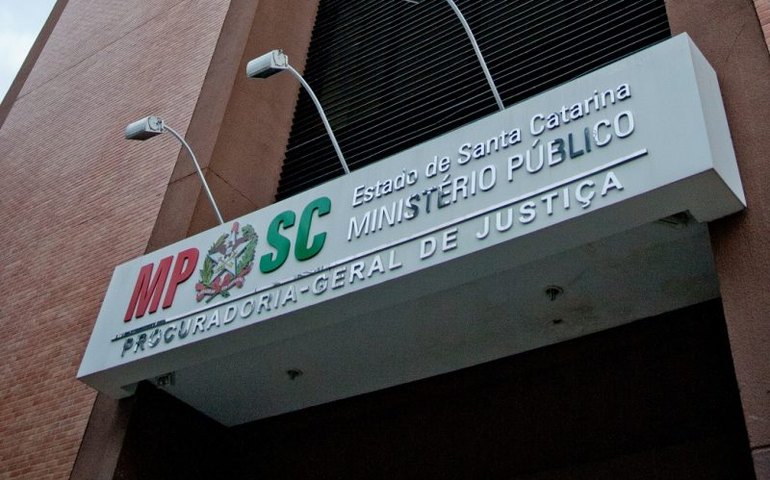 MP SC
Estado de Santa Catarina
MINISTÉRIO PÚBLICO
PROCURADORIA-GERAL DE JUSTIÇA